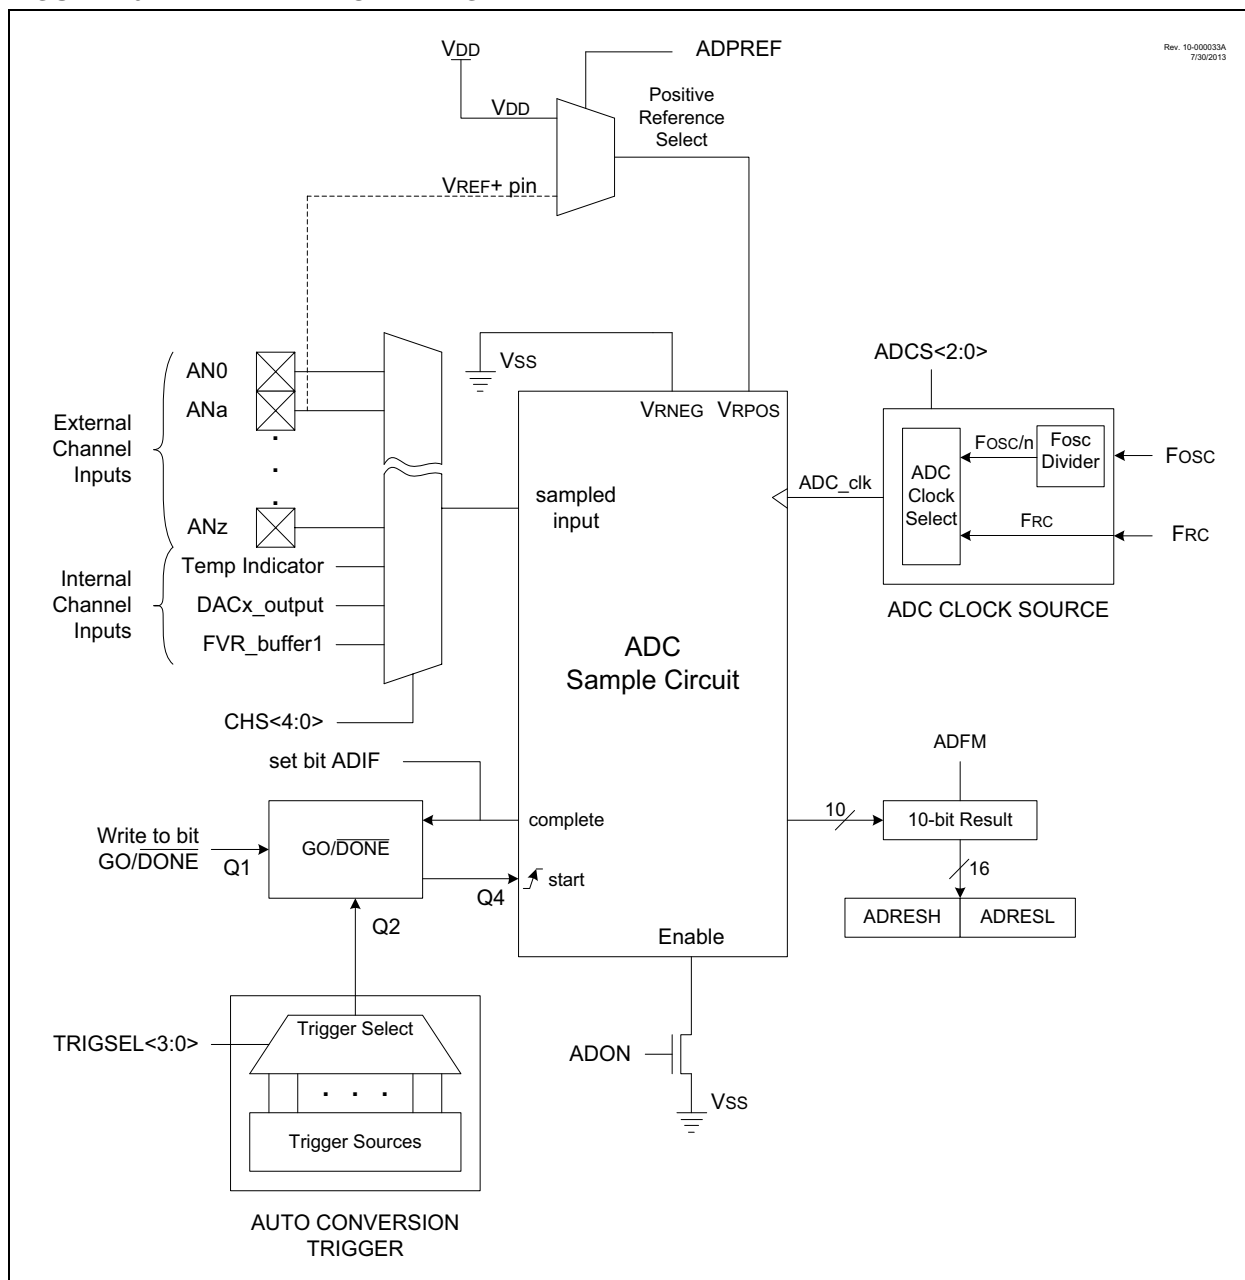 Rev. 10-000033A
7/30/2013
VDD
ADPREF
VDD
Positive
Reference
Select
VREF+ pin
VSS
VRNEG VRPOS
ADCS<2:0>
External
Channel
Inputs
AN0
ANa
ANz
Internal
Channel
Inputs
Temp Indicator
DACx_output
FVR_buffer1
CHS<4:0>
sampled
input
ADC_clk
ADC
Clock
Select
FOSC/n
Fosc
Divider
FOSC
FRC
FRC
ADC CLOCK SOURCE
ADC
Sample Circuit
set bit ADIF
complete
Write to bit
GO/DONE
Q1
GO/DONE
Q4
start
Q2
Enable
ADFM
10
10-bit Result
16
ADRESH
ADRESL
TRIGSEL<3:0>
Trigger Select
. . .
Trigger Sources
AUTO CONVERSION
TRIGGER
ADON
VSS